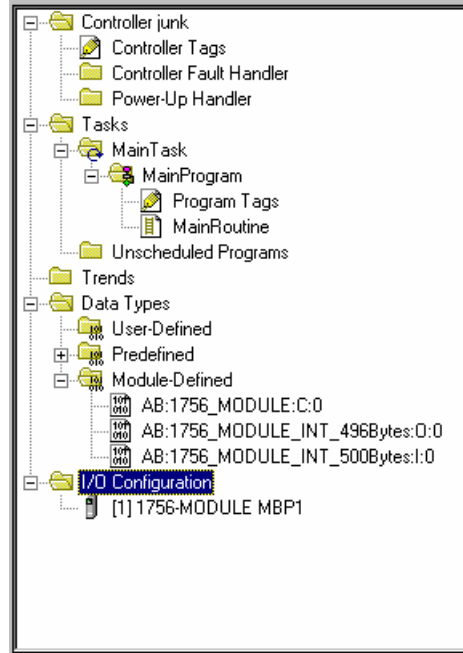 Controller junk
Controller Tags
Controller Fault Handler
Power-Up Handler
Tasks
MainTask
MainProgram
Program Tags
MainRoutine
Unscheduled Programs
Trends
Data Types
User-Defined
Predefined
Module-Defined
AB:1756_MODULE:C:0
AB:1756_MODULE_INT_496Bytes:O:0
AB:1756_MODULE_INT_500Bytes:I:0
I/O Configuration
[1] 1756-MODULE MBP1